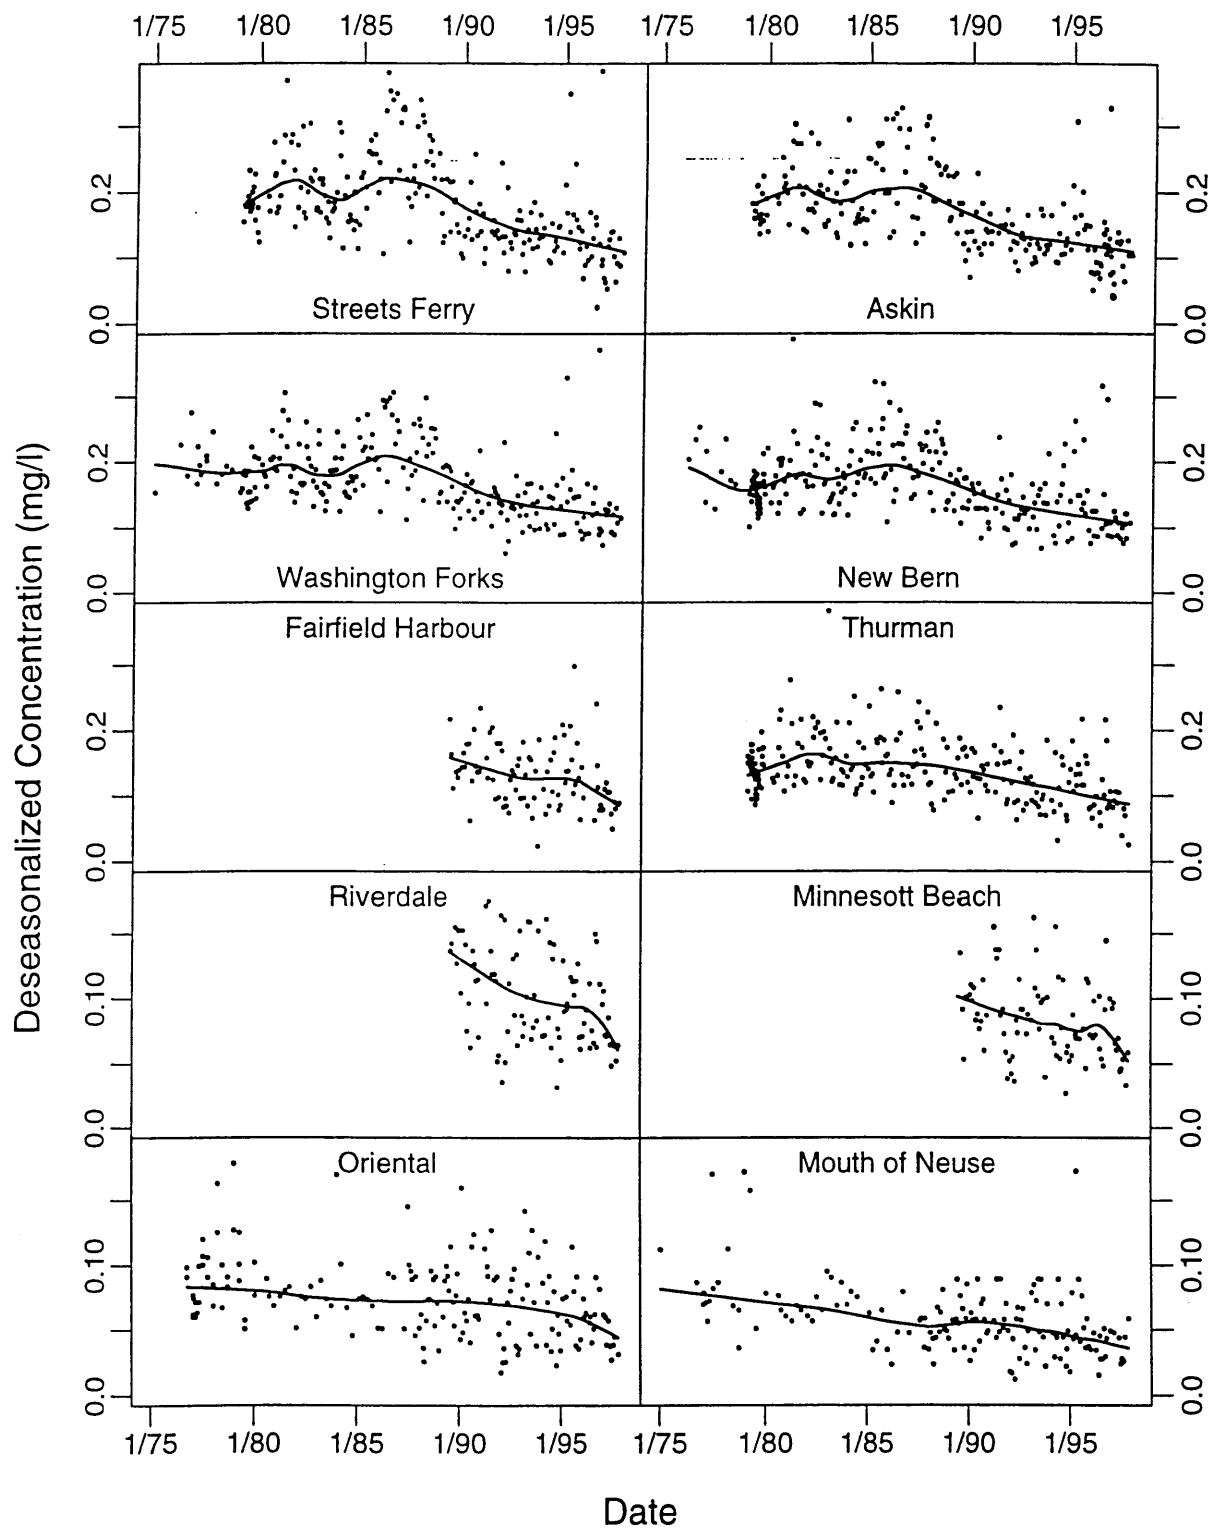 1/75 1/80 1/85 1/90 1/95 1/75 1/80 1/85 1/90 1/95
0.2 0.2
Streets Ferry Askin
0.0 0.0
0.2 0.2
Washington Forks New Bern
0.0 0.0
Fairfield Harbour Thurman
0.2 0.2
0.0 0.0
Riverdale Minnesott Beach
0.10 0.10
0.0 0.0
Oriental Mouth of Neuse
0.10 0.10
0.0 0.0
1/75 1/80 1/85 1/90 1/95 1/75 1/80 1/85 1/90 1/95
Deseasonalized Concentration (mg/l)
Date